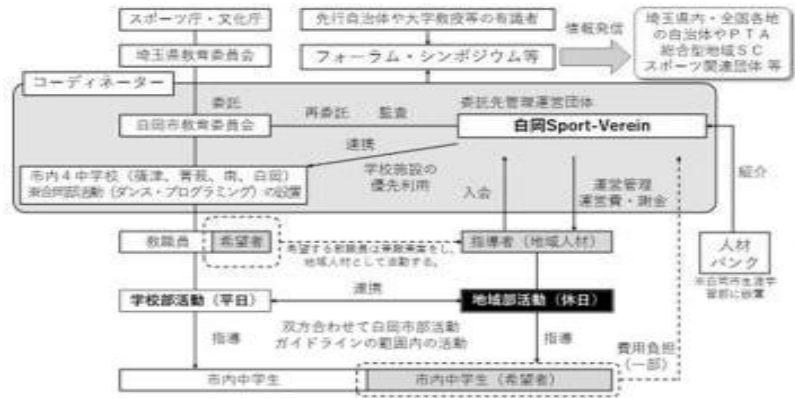 スポーツ庁・文化庁
先行自治体や大学教授等の有識者
情報発信
埼玉県内・全国各地
の自治体やＰＴＡ
総合型地域ＳＣ
スポーツ関連団体 等
埼玉県教育委員会
フォーラム・シンポジウム等
コーディネーター
委託
再委託
監査
委託先管理運営団体
白岡市教育委員会
白岡Sport-Verein
連携
市内４中学校（篠津、菁莪、南、白岡）
※合同部活動（ダンス・プログラミング）の設置
学校施設の
優先利用
入会
運営管理
運営費・謝金
紹介
教職員
希望者
希望する教職員は兼職兼業をし、
地域人材として活動する。
指導者（地域人材）
人材
バンク
※白岡市生涯学
習部に設置
学校部活動（平日）
連携
地域部活動（休日）
指導
双方合わせて白岡市部活動
ガイドラインの範囲内の活動
指導
費用負担
（一部）
市内中学生
市内中学生（希望者）